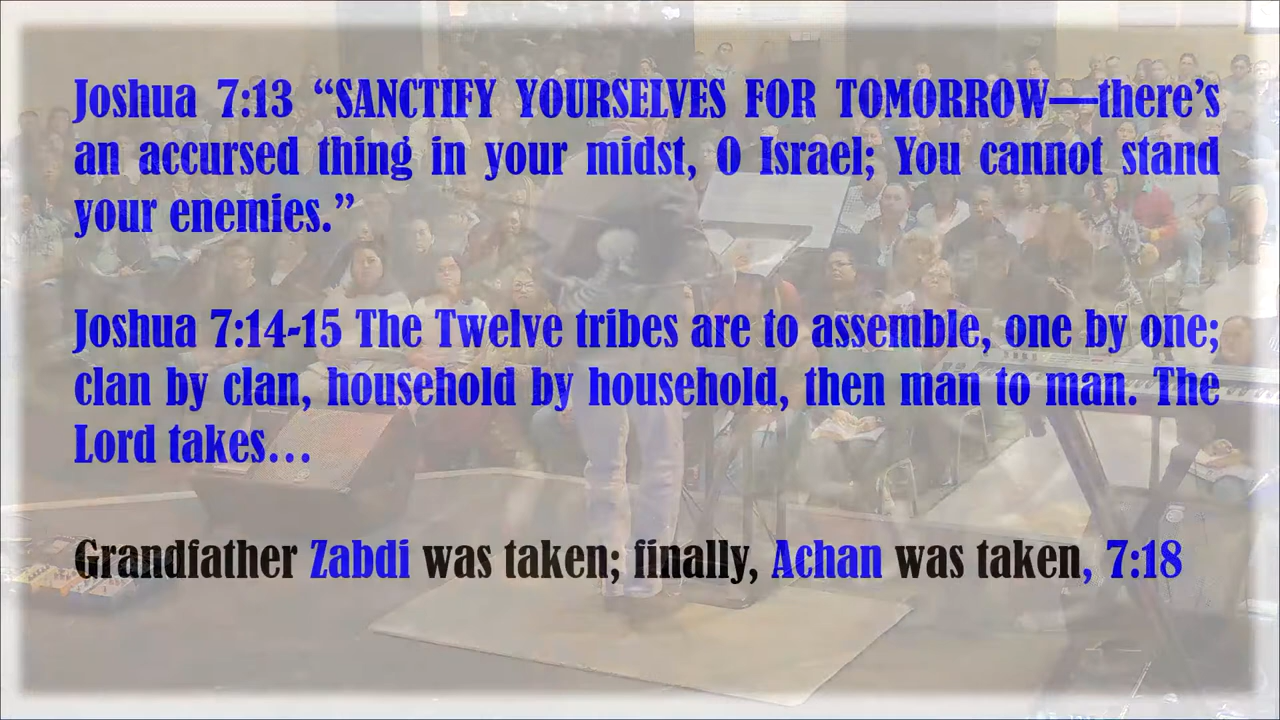 Joshua 7:13 “SANCTIFY YOURSELVES FOR TOMORROW—there’s
an accursed thing in your midst, O Israel; You cannot stand
your enemies.”
Joshua 7:14-15 The Twelve tribes are to assemble, one by one;
clan by clan, household by household, then man to man. The
Lord takes…
Grandfather Zabdi was taken; finally, Achan was taken, 7:18